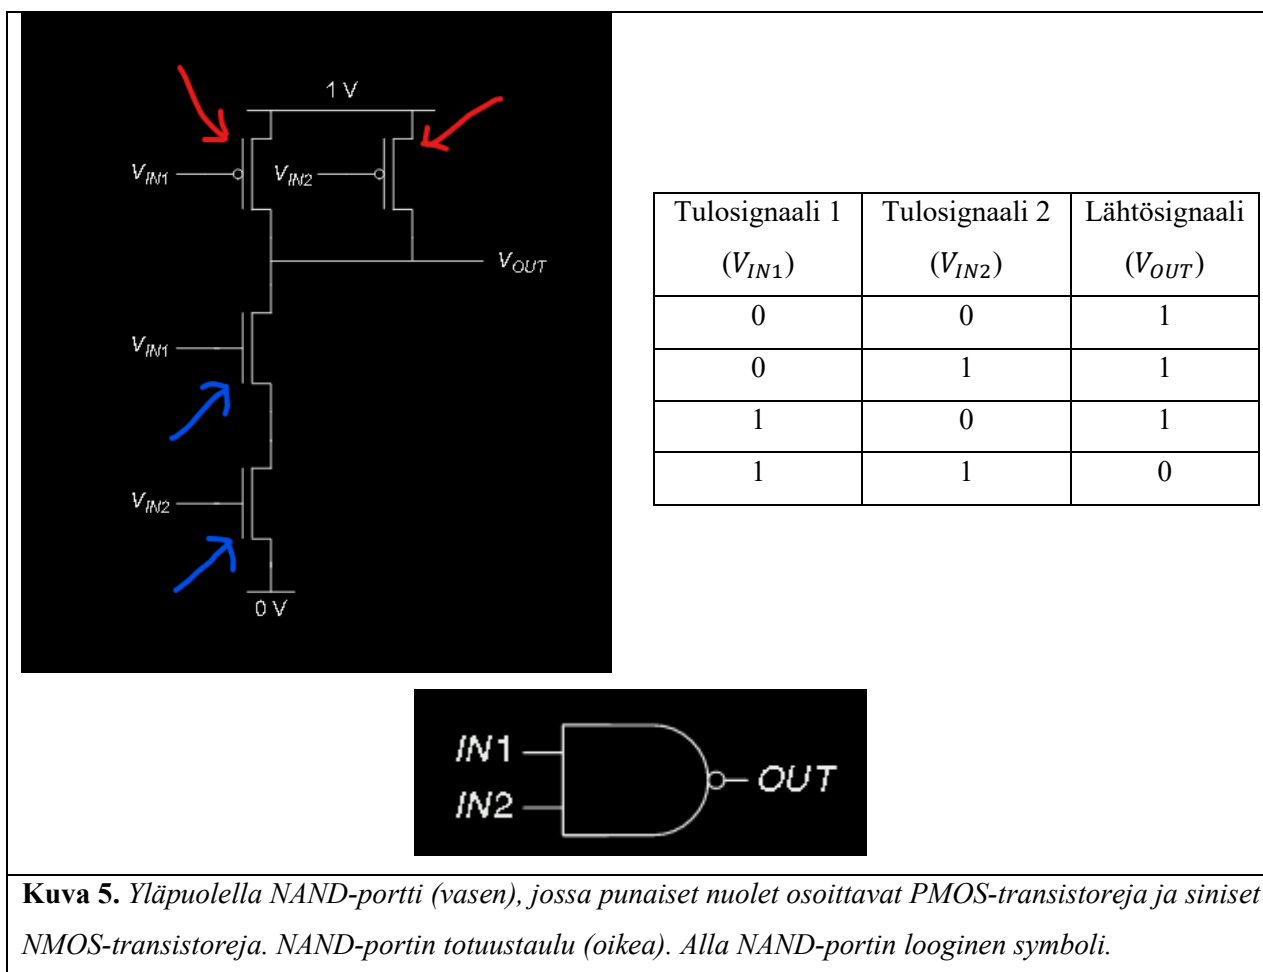 1 V
V_IN1
V_IN2
V_OUT
V_IN1
V_IN2
0 V
Tulosignaali 1 Tulosignaali 2 Lähtösignaali
(V_IN1) (V_IN2) (V_OUT)
0 0 1
0 1 1
1 0 1
1 1 0
IN1
IN2
OUT
Kuva 5. Yläpuolella NAND-portti (vasen), jossa punaiset nuolet osoittavat PMOS-transistoreja ja siniset
NMOS-transistoreja. NAND-portin totuustaulu (oikea). Alla NAND-portin looginen symboli.